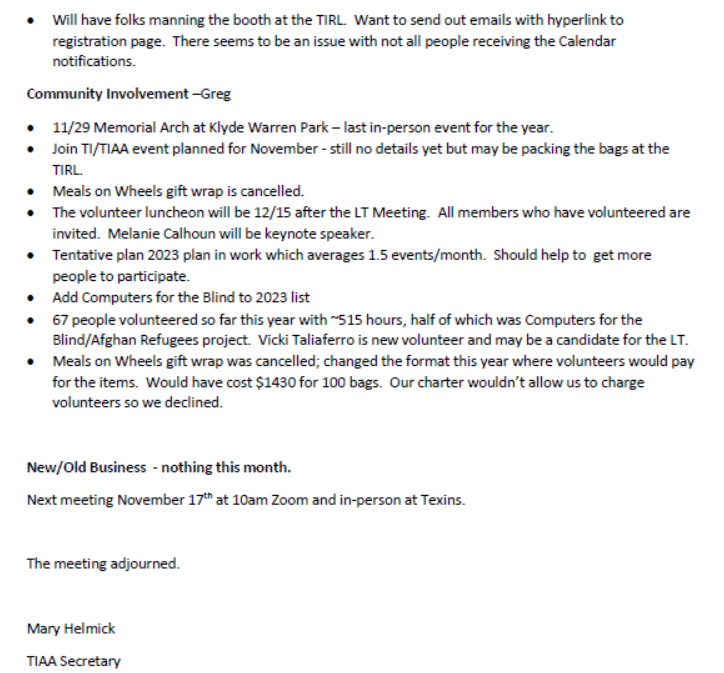 • Will have folks manning the booth at the TIRL.  Want to send out emails with hyperlink to
registration page.  There seems to be an issue with not all people receiving the Calendar
notifications.
Community Involvement –Greg
• 11/29 Memorial Arch at Klyde Warren Park – last in-person event for the year.
• Join TI/TIAA event planned for November - still no details yet but may be packing the bags at the
TIRL.
• Meals on Wheels gift wrap is cancelled.
• The volunteer luncheon will be 12/15 after the LT Meeting.  All members who have volunteered are
invited.  Melanie Calhoun will be keynote speaker.
• Tentative plan 2023 plan in work which averages 1.5 events/month.  Should help to  get more
people to participate.
• Add Computers for the Blind to 2023 list
• 67 people volunteered so far this year with ~515 hours, half of which was Computers for the
Blind/Afghan Refugees project.  Vicki Taliaferro is new volunteer and may be a candidate for the LT.
• Meals on Wheels gift wrap was cancelled; changed the format this year where volunteers would pay
for the items.  Would have cost $1430 for 100 bags.  Our charter wouldn't allow us to charge
volunteers so we declined.
New/Old Business  - nothing this month.
Next meeting November 17th at 10am Zoom and in-person at Texins.
The meeting adjourned.
Mary Helmick
TIAA Secretary